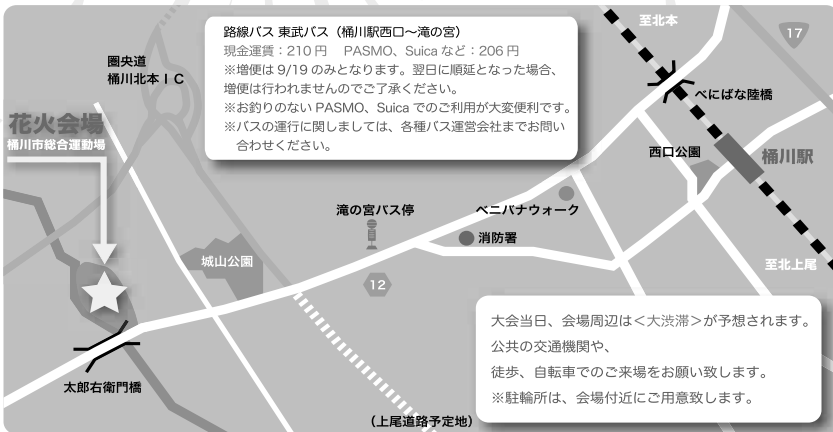 至北本
17
路線バス 東武バス（桶川駅西口～滝の宮）
現金運賃：210円　PASMO、Suicaなど：206円
※増便は9/19のみとなります。翌日に順延となった場合、
増便は行われませんのでご了承ください。
※お釣りのないPASMO、Suicaでのご利用が大変便利です。
※バスの運行に関しましては、各種バス運営会社までお問い
合わせください。
圏央道
桶川北本ＩＣ
べにばな陸橋
花火会場
桶川市総合運動場
西口公園
桶川駅
滝の宮バス停
ベニバナウォーク
消防署
城山公園
至北上尾
12
大会当日、会場周辺は＜大渋滞＞が予想されます。
公共の交通機関や、
徒歩、自転車でのご来場をお願い致します。
※駐輪所は、会場付近にご用意致します。
太郎右衛門橋
（上尾道路予定地）